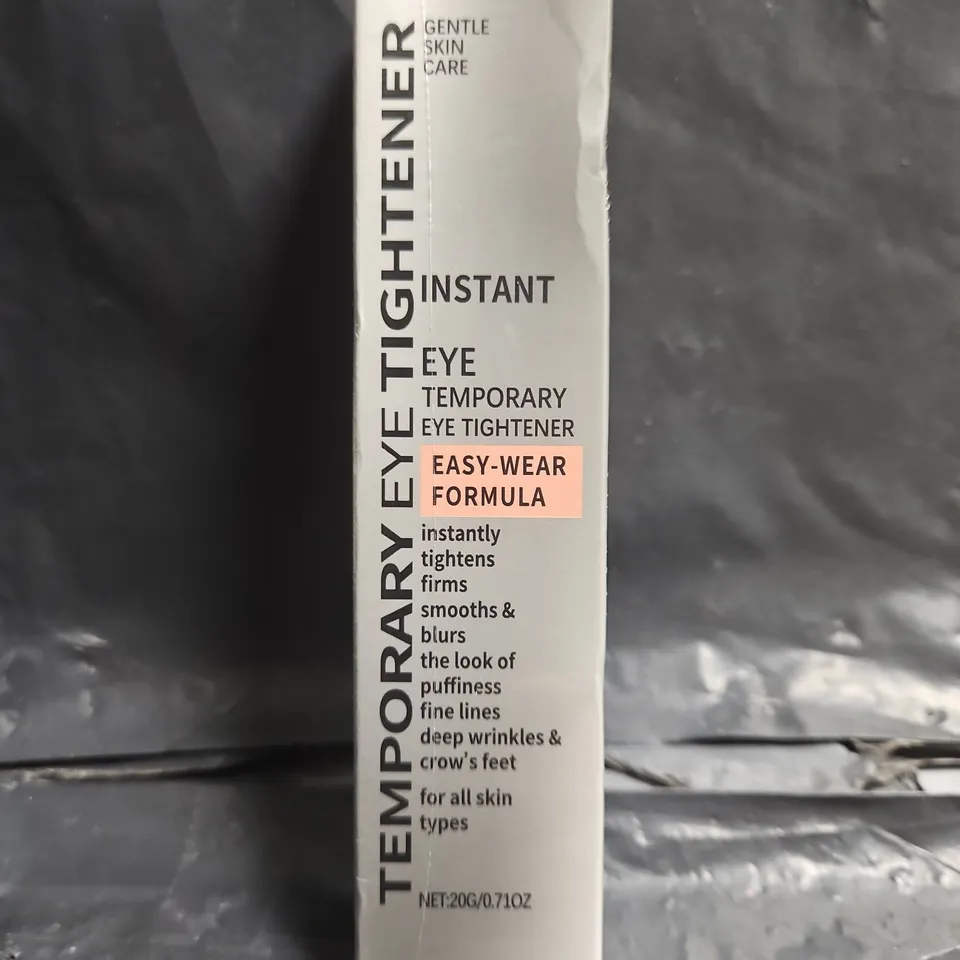 TEMPORARY EYE TIGHTENER
GENTLE
SKIN
CARE
INSTANT
EYE
TEMPORARY
EYE TIGHTENER
EASY-WEAR
FORMULA
instantly
tightens
firms
smooths &
blurs
the look of
puffiness
fine lines
deep wrinkles &
crow's feet
for all skin
types
NET:20G/0.71OZ